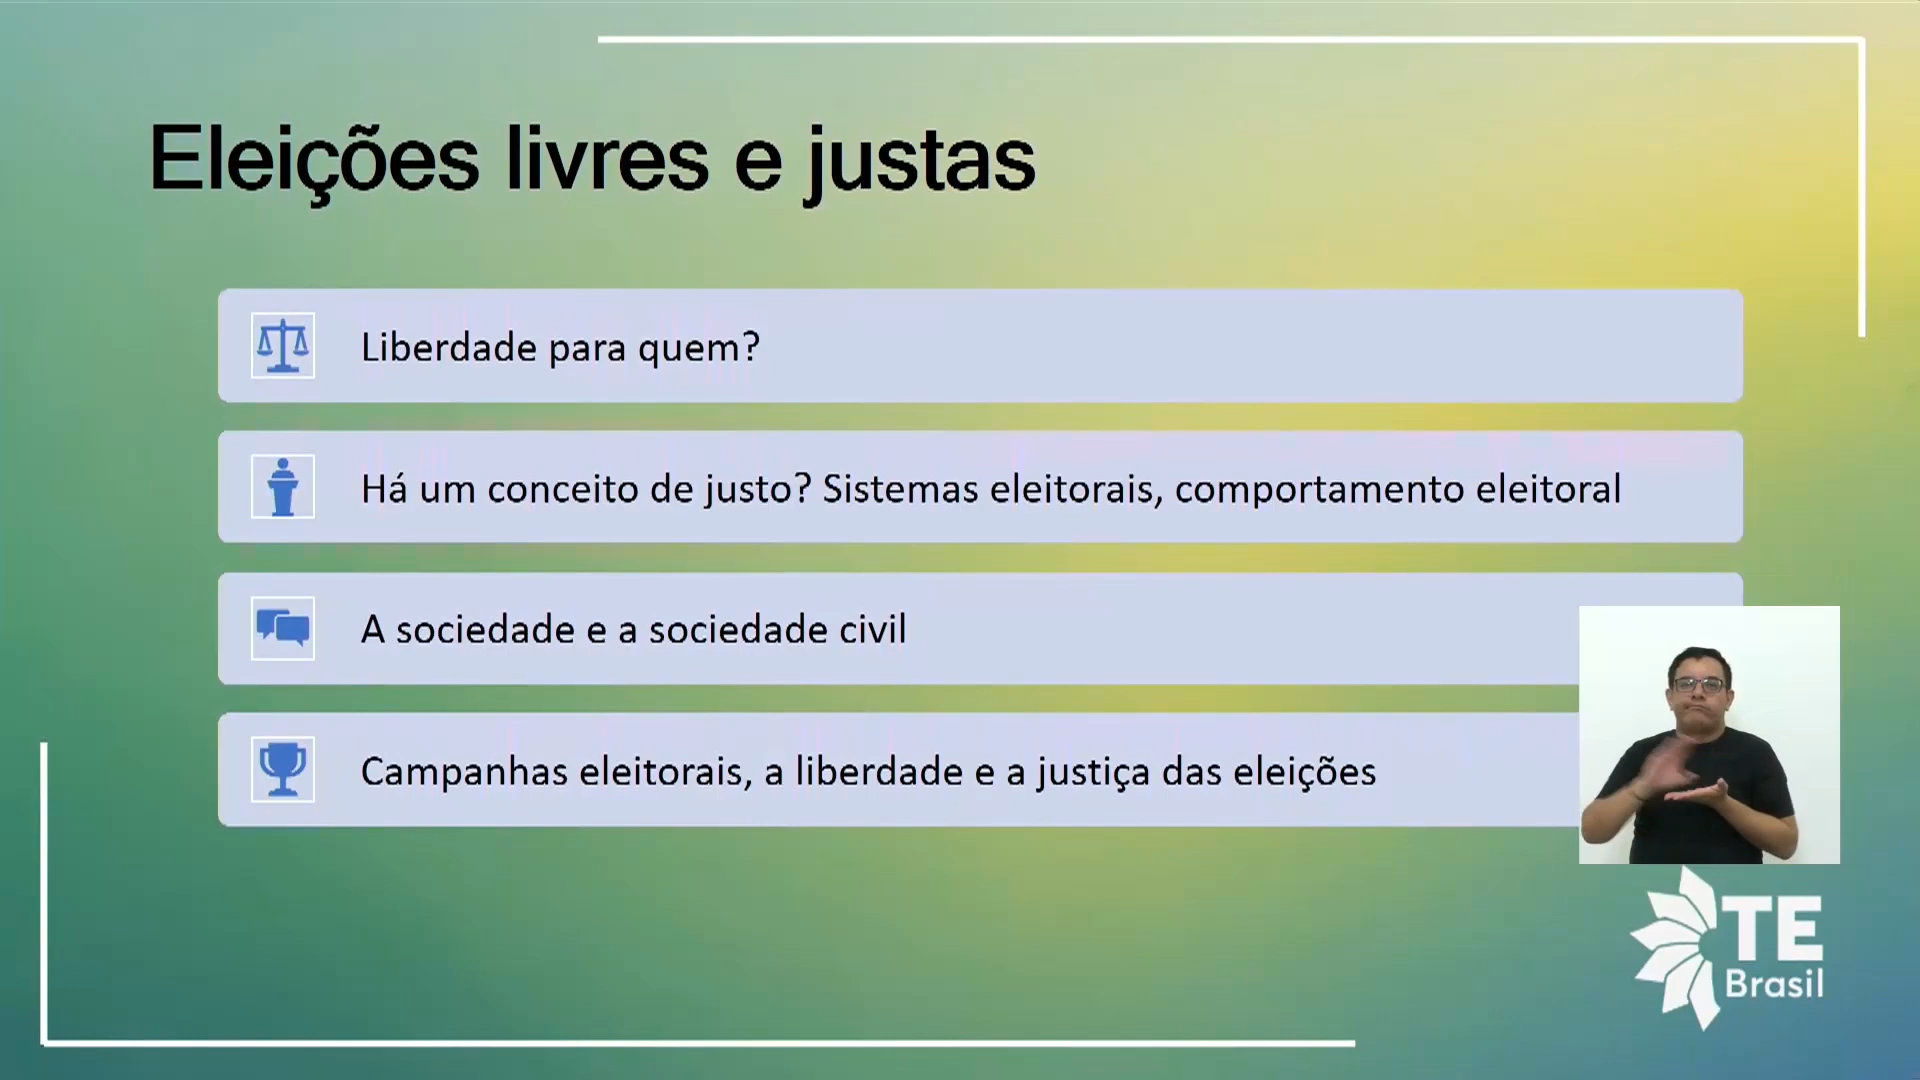 Eleições livres e justas
Liberdade para quem?
Há um conceito de justo? Sistemas eleitorais, comportamento eleitoral
A sociedade e a sociedade civil
Campanhas eleitorais, a liberdade e a justiça das eleições
TE
Brasil